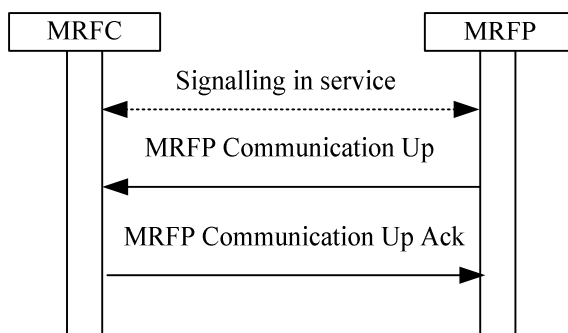 MRFC
MRFP
Signalling in service
MRFP Communication Up
MRFP Communication Up Ack